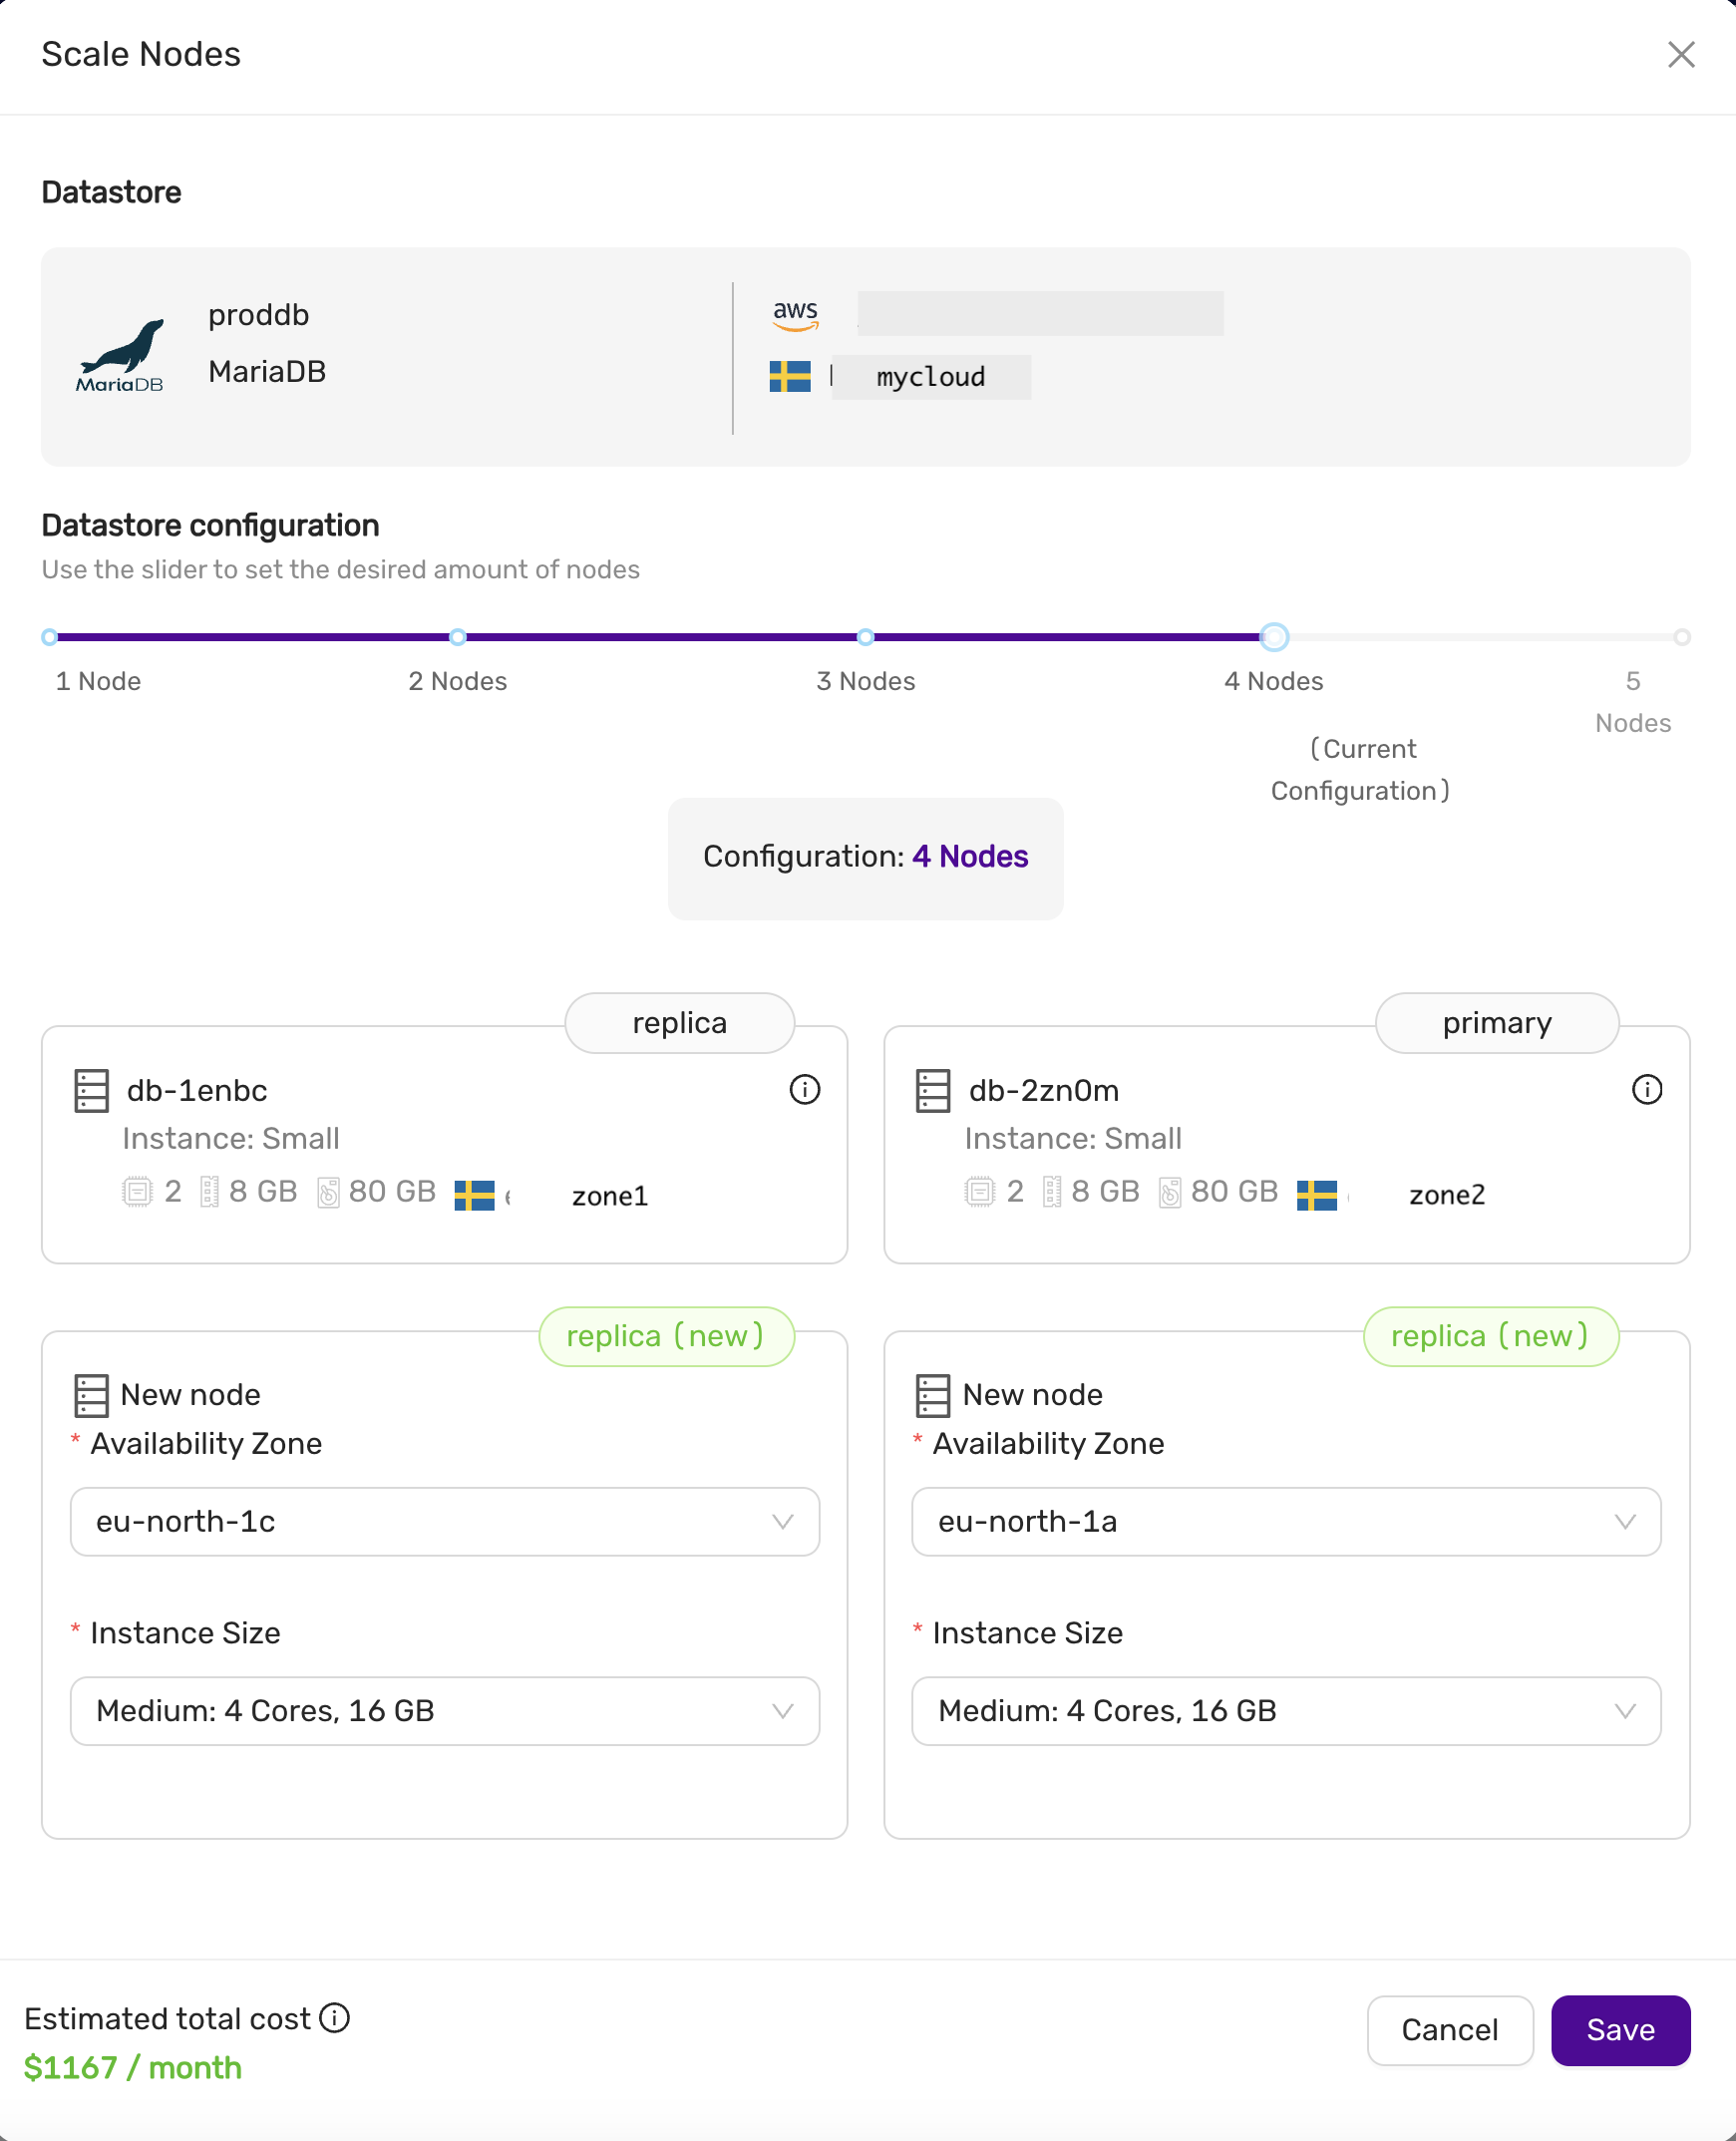 Scale Nodes
Datastore
proddb
MariaDB
MariaDB
aws
mycloud
Datastore configuration
Use the slider to set the desired amount of nodes
1 Node
2 Nodes
3 Nodes
4 Nodes
(Current
Configuration)
5
Nodes
Configuration: 4 Nodes
replica
db-1enbc
Instance: Small
2 8 GB 80 GB zone1
primary
db-2zn0m
Instance: Small
2 8 GB 80 GB zone2
replica (new)
New node
* Availability Zone
eu-north-1c
* Instance Size
Medium: 4 Cores, 16 GB
replica (new)
New node
* Availability Zone
eu-north-1a
* Instance Size
Medium: 4 Cores, 16 GB
Estimated total cost
$1167 / month
Cancel
Save